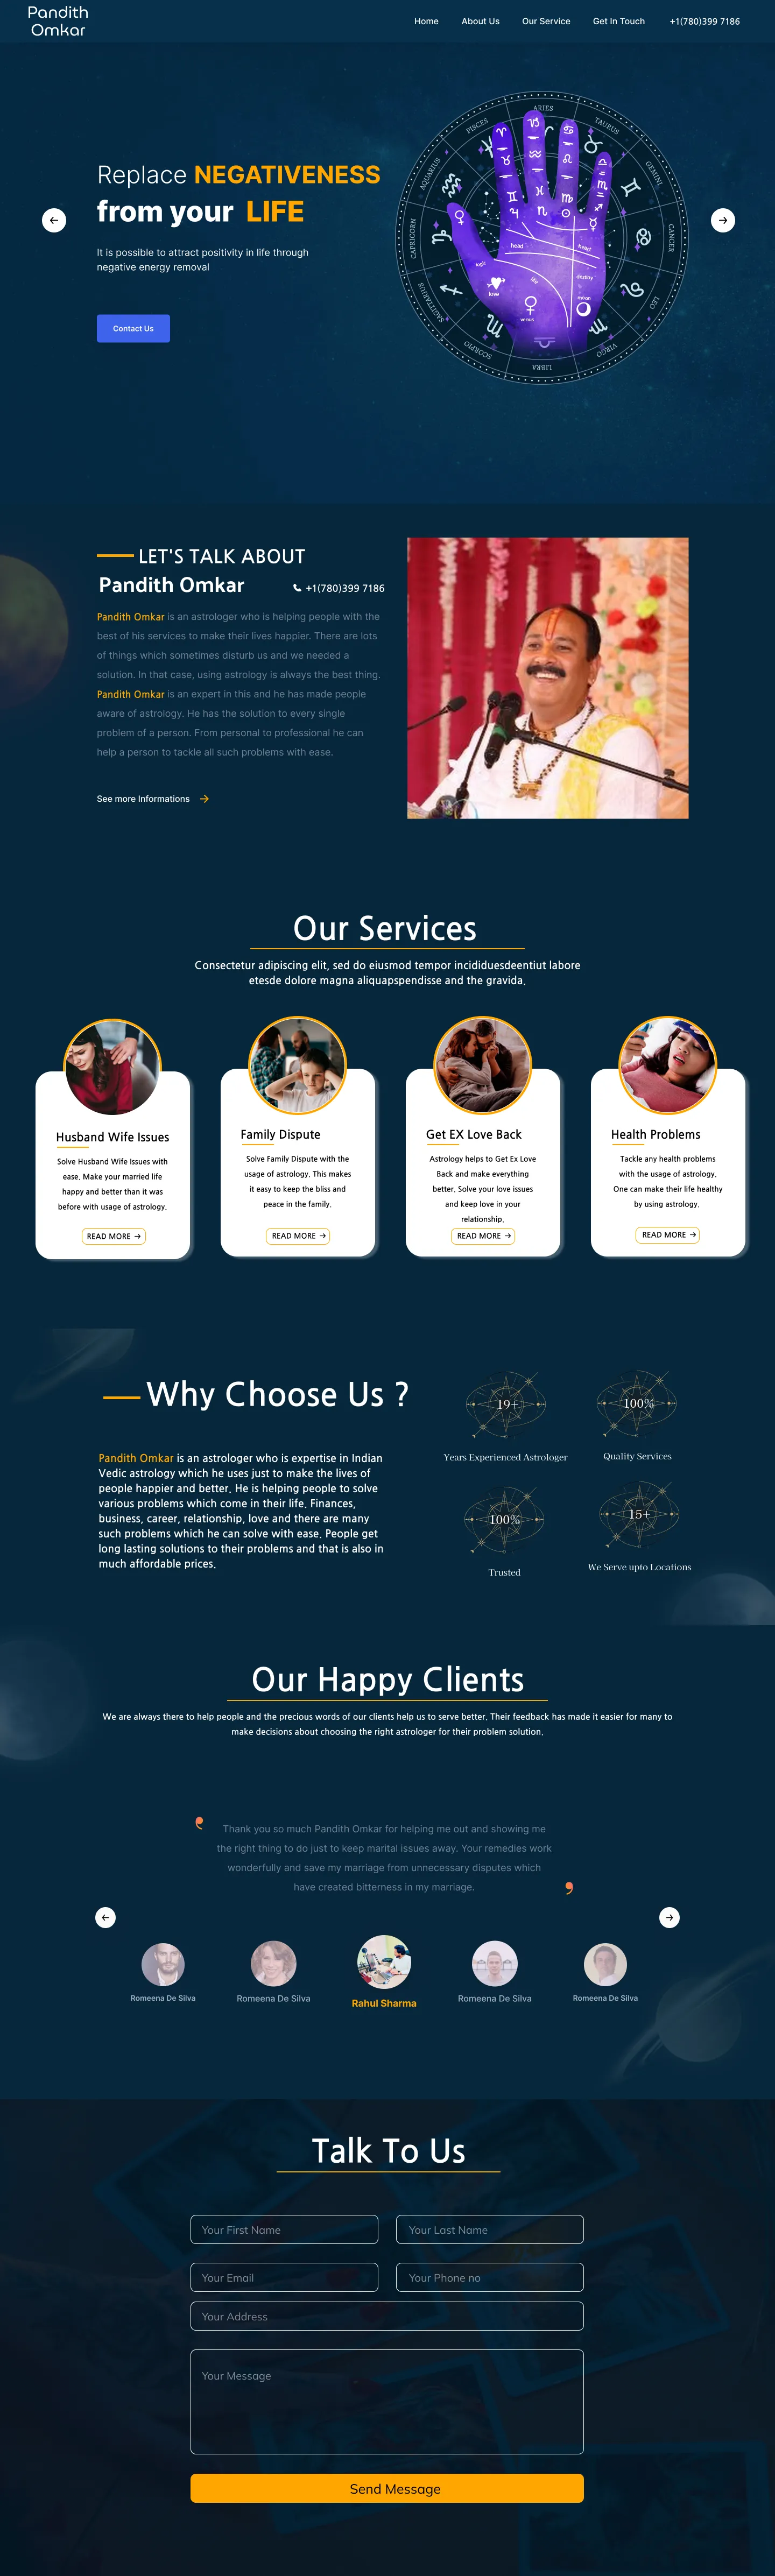 Pandith
Omkar
Home
About Us
Our Service
Get In Touch
+1(780)399 7186
Replace NEGATIVENESS
from your LIFE
It is possible to attract positivity in life through
negative energy removal
Contact Us
ARIES
TAURUS
GEMINI
CANCER
LEO
VIRGO
LIBRA
SCORPIO
SAGITTARIUS
CAPRICORN
AQUARIUS
PISCES
head
heart
logic
life
destiny
love
venus
moon
LET'S TALK ABOUT
Pandith Omkar
+1(780)399 7186
Pandith Omkar is an astrologer who is helping people with the
best of his services to make their lives happier. There are lots
of things which sometimes disturb us and we needed a
solution. In that case, using astrology is always the best thing.
Pandith Omkar is an expert in this and he has made people
aware of astrology. He has the solution to every single
problem of a person. From personal to professional he can
help a person to tackle all such problems with ease.
See more Informations
Our Services
Consectetur adipiscing elit, sed do eiusmod tempor incididuesdeentiut labore
etesde dolore magna aliquapspendisse and the gravida.
Husband Wife Issues
Solve Husband Wife Issues with
ease. Make your married life
happy and better than it was
before with usage of astrology.
READ MORE
Family Dispute
Solve Family Dispute with the
usage of astrology. This makes
it easy to keep the bliss and
peace in the family.
READ MORE
Get EX Love Back
Astrology helps to Get Ex Love
Back and make everything
better. Solve your love issues
and keep love in your
relationship.
READ MORE
Health Problems
Tackle any health problems
with the usage of astrology.
One can make their life healthy
by using astrology.
READ MORE
Why Choose Us ?
Pandith Omkar is an astrologer who is expertise in Indian
Vedic astrology which he uses just to make the lives of
people happier and better. He is helping people to solve
various problems which come in their life. Finances,
business, career, relationship, love and there are many
such problems which he can solve with ease. People get
long lasting solutions to their problems and that is also in
much affordable prices.
19+
Years Experienced Astrologer
100%
Quality Services
100%
Trusted
15+
We Serve upto Locations
Our Happy Clients
We are always there to help people and the precious words of our clients help us to serve better. Their feedback has made it easier for many to
make decisions about choosing the right astrologer for their problem solution.
Thank you so much Pandith Omkar for helping me out and showing me
the right thing to do just to keep marital issues away. Your remedies work
wonderfully and save my marriage from unnecessary disputes which
have created bitterness in my marriage.
Romeena De Silva
Romeena De Silva
Rahul Sharma
Romeena De Silva
Romeena De Silva
Talk To Us
Your First Name
Your Last Name
Your Email
Your Phone no
Your Address
Your Message
Send Message